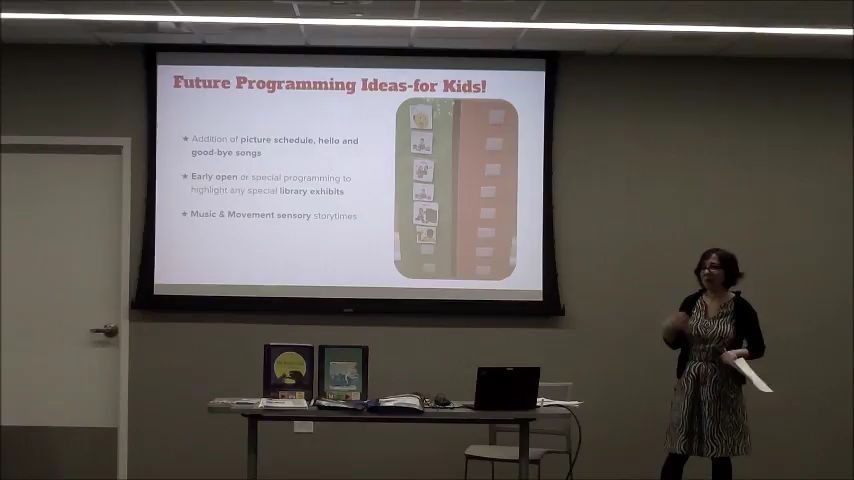 Future Programming Ideas-for Kids!
★ Addition of picture schedule, hello and
good-bye songs
★ Early open or special programming to
highlight any special library exhibits
★ Music & Movement sensory storytimes